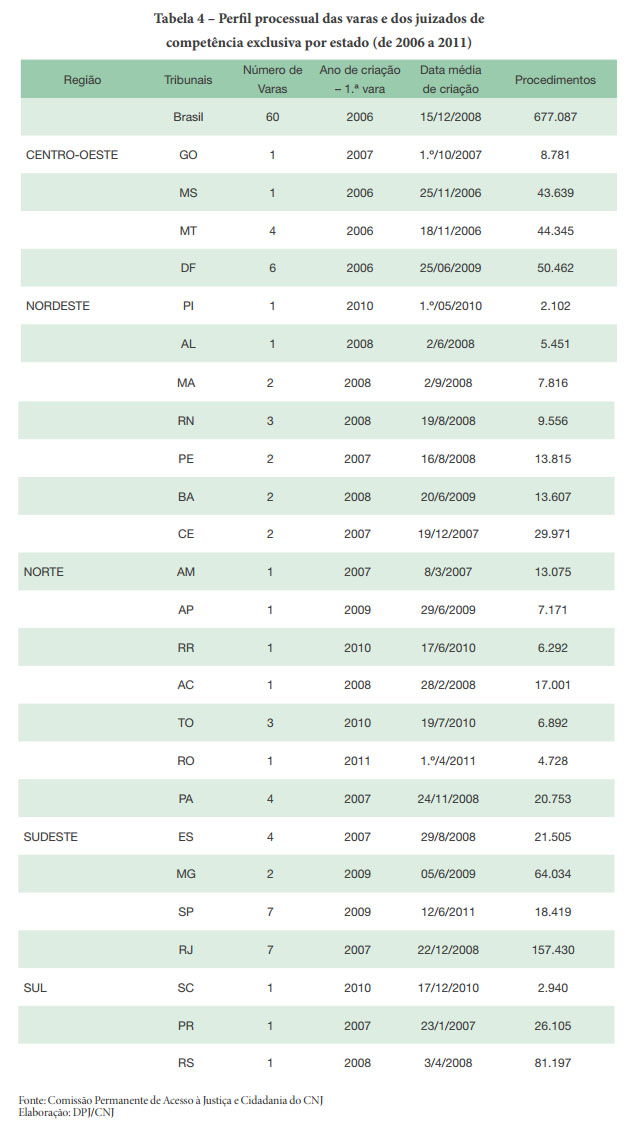 Tabela 4 – Perfil processual das varas e dos juizados de
competência exclusiva por estado (de 2006 a 2011)
Região Tribunais Número de Varas Ano de criação – 1.ª vara Data média de criação Procedimentos
Brasil 60 2006 15/12/2008 677.087
CENTRO-OESTE GO 1 2007 1.º/10/2007 8.781
MS 1 2006 25/11/2006 43.639
MT 4 2006 18/11/2006 44.345
DF 6 2006 25/06/2009 50.462
NORDESTE PI 1 2010 1.º/05/2010 2.102
AL 1 2008 2/6/2008 5.451
MA 2 2008 2/9/2008 7.816
RN 3 2008 19/8/2008 9.556
PE 2 2007 16/8/2008 13.815
BA 2 2008 20/6/2009 13.607
CE 2 2007 19/12/2007 29.971
NORTE AM 1 2007 8/3/2007 13.075
AP 1 2009 29/6/2009 7.171
RR 1 2010 17/6/2010 6.292
AC 1 2008 28/2/2008 17.001
TO 3 2010 19/7/2010 6.892
RO 1 2011 1.º/4/2011 4.728
PA 4 2007 24/11/2008 20.753
SUDESTE ES 4 2007 29/8/2008 21.505
MG 2 2009 05/6/2009 64.034
SP 7 2009 12/6/2011 18.419
RJ 7 2007 22/12/2008 157.430
SUL SC 1 2010 17/12/2010 2.940
PR 1 2007 23/1/2007 26.105
RS 1 2008 3/4/2008 81.197
Fonte: Comissão Permanente de Acesso à Justiça e Cidadania do CNJ
Elaboração: DPJ/CNJ